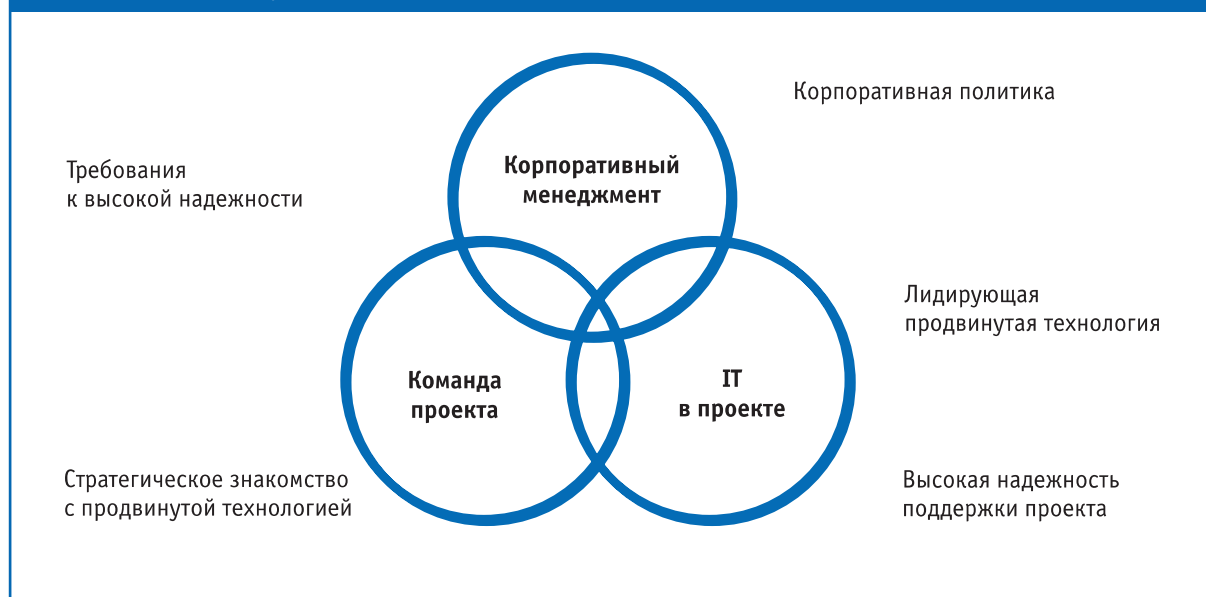 Корпоративная политика
Требования
к высокой надежности
Корпоративный
менеджмент
Лидирующая
продвинутая технология
Команда
проекта
IT
в проекте
Стратегическое знакомство
с продвинутой технологией
Высокая надежность
поддержки проекта